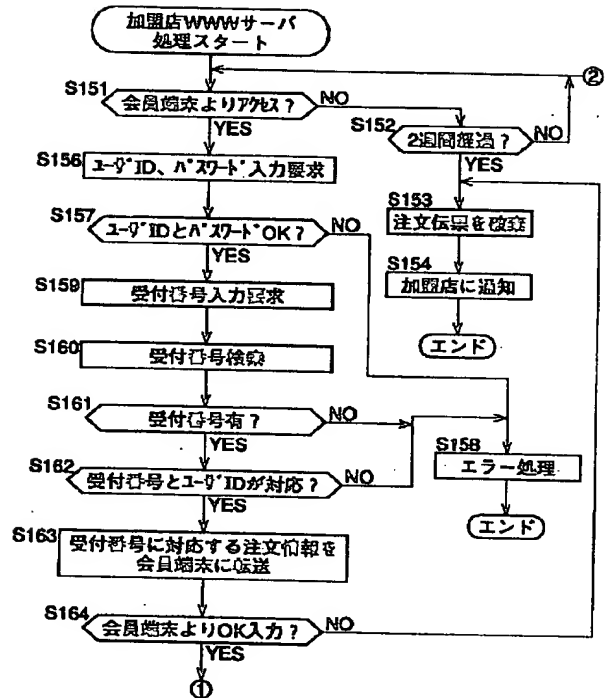 加盟店WWWサーバ
処理スタート
②
S151
会員端末よりアクセス?
NO
YES
S152
2週間経過?
NO
YES
S156
ユーザID、パスワード入力要求
S153
注文伝票を改変
S157
ユーザIDとパスワードOK?
NO
YES
S154
加盟店に通知
エンド
S159
受付番号入力要求
S160
受付番号検索
S161
受付番号有?
NO
YES
S158
エラー処理
エンド
S162
受付番号とユーザIDが対応?
NO
YES
S163
受付番号に対応する注文情報を
会員端末に転送
S164
会員端末よりOK入力?
NO
YES
①